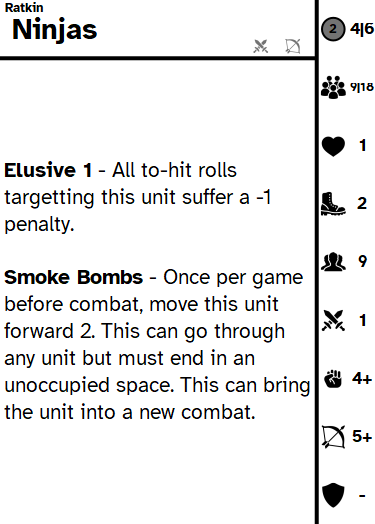 Ratkin
Ninjas
Elusive 1 - All to-hit rolls
targetting this unit suffer a -1
penalty.
Smoke Bombs - Once per game
before combat, move this unit
forward 2. This can go through
any unit but must end in an
unoccupied space. This can bring
the unit into a new combat.
2 4|6
9|18
1
2
9
1
4+
5+
-